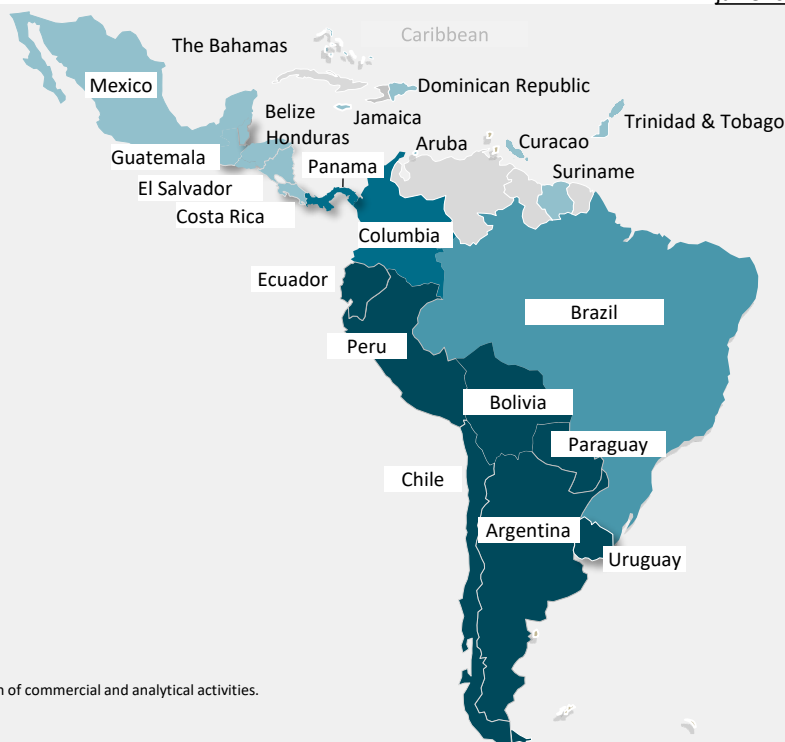 Caribbean
The Bahamas
Mexico
Dominican Republic
Belize
Jamaica
Trinidad & Tobago
Honduras
Aruba
Curacao
Guatemala
Panama
Suriname
El Salvador
Costa Rica
Columbia
Ecuador
Brazil
Peru
Bolivia
Paraguay
Chile
Argentina
Uruguay
of commercial and analytical activities.